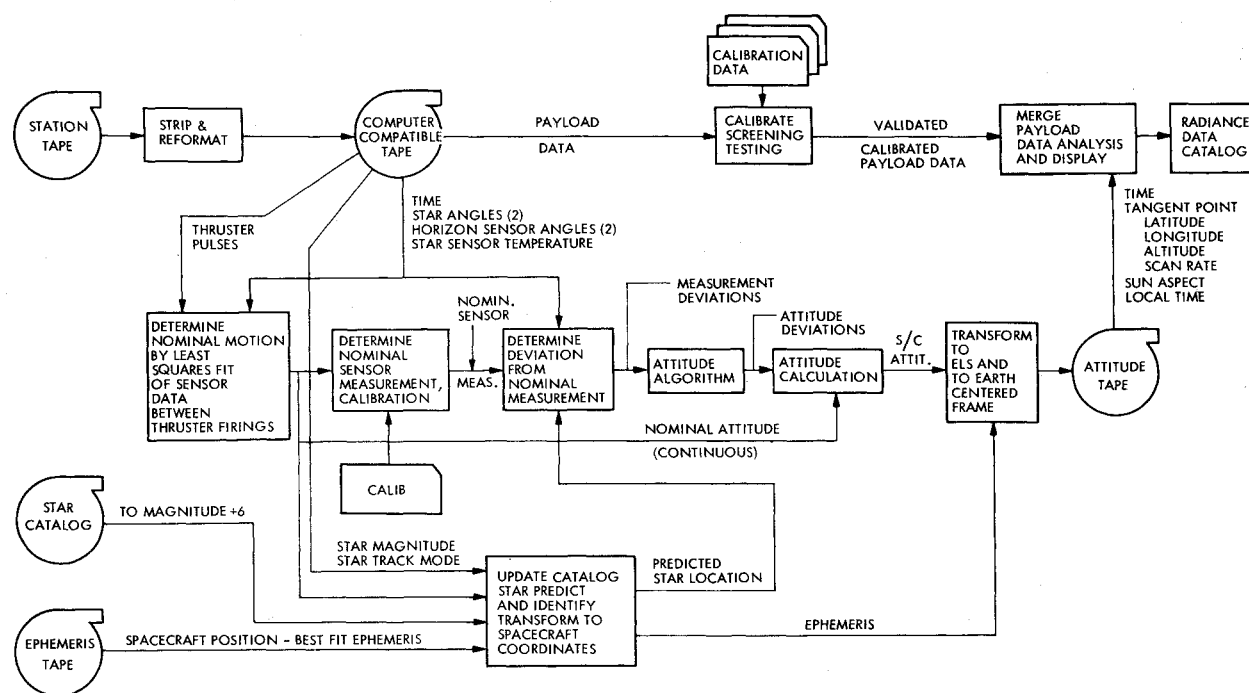 CALIBRATION
DATA
STATION
TAPE
STRIP &
REFORMAT
COMPUTER
COMPATIBLE
TAPE
PAYLOAD
DATA
CALIBRATE
SCREENING
TESTING
VALIDATED
CALIBRATED
PAYLOAD DATA
MERGE
PAYLOAD
DATA ANALYSIS
AND DISPLAY
RADIANCE
DATA
CATALOG
THRUSTER
PULSES
TIME
STAR ANGLES (2)
HORIZON SENSOR ANGLES (2)
STAR SENSOR TEMPERATURE
TIME
TANGENT POINT
LATITUDE
LONGITUDE
ALTITUDE
SCAN RATE
SUN ASPECT
LOCAL TIME
DETERMINE
NOMINAL MOTION
BY LEAST
SQUARES FIT
OF SENSOR
DATA
BETWEEN
THRUSTER FIRINGS
DETERMINE
NOMINAL
SENSOR
MEASUREMENT,
CALIBRATION
NOMIN.
SENSOR
MEAS.
DETERMINE
DEVIATION
FROM
NOMINAL
MEASUREMENT
MEASUREMENT
DEVIATIONS
ATTITUDE
ALGORITHM
ATTITUDE
DEVIATIONS
ATTITUDE
CALCULATION
S/C
ATTIT.
TRANSFORM
TO
ELS AND
TO EARTH
CENTERED
FRAME
ATTITUDE
TAPE
NOMINAL ATTITUDE
(CONTINUOUS)
CALIB
STAR
CATALOG
TO MAGNITUDE +6
STAR MAGNITUDE
STAR TRACK MODE
UPDATE CATALOG
STAR PREDICT
AND IDENTIFY
TRANSFORM TO
SPACECRAFT
COORDINATES
PREDICTED
STAR LOCATION
EPHEMERIS
EPHEMERIS
TAPE
SPACECRAFT POSITION - BEST FIT EPHEMERIS